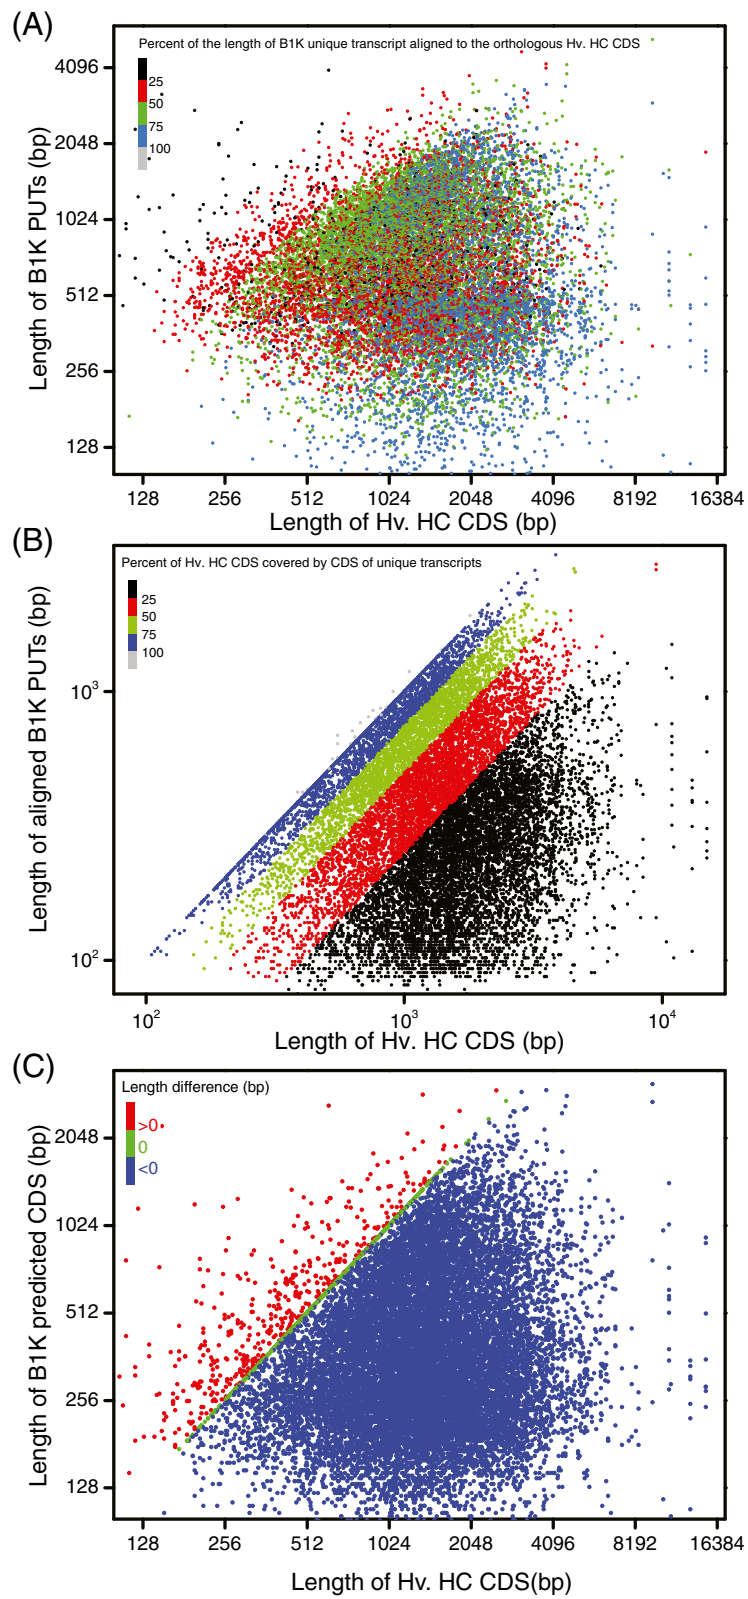 (A)
Percent of the length of B1K unique transcript aligned to the orthologous Hv. HC CDS
25
50
75
100
4096
2048
1024
512
256
128
Length of B1K PUTs (bp)
128 256 512 1024 2048 4096 8192 16384
Length of Hv. HC CDS (bp)
(B)
Percent of Hv. HC CDS covered by CDS of unique transcripts
25
50
75
100
10³
10²
Length of aligned B1K PUTs (bp)
10² 10³ 10⁴
Length of Hv. HC CDS (bp)
(C)
Length difference (bp)
>0
0
<0
2048
1024
512
256
128
Length of B1K predicted CDS (bp)
128 256 512 1024 2048 4096 8192 16384
Length of Hv. HC CDS(bp)